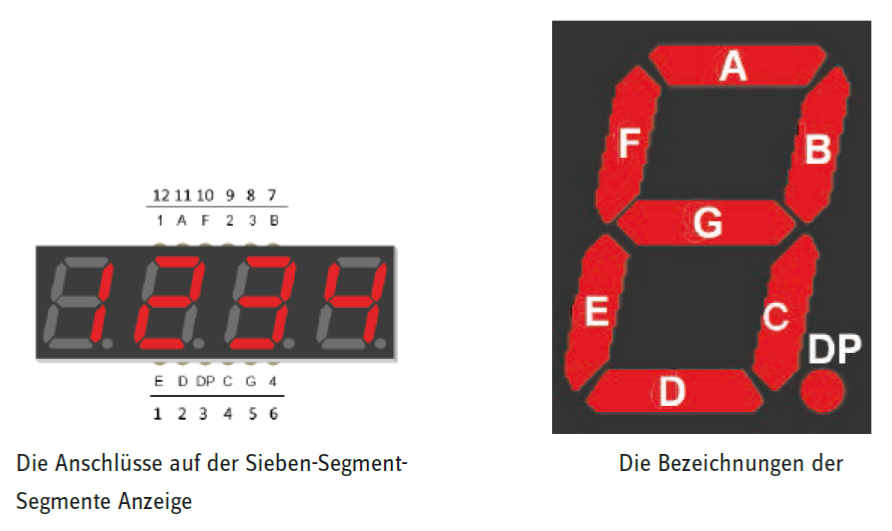 12 11 10 9 8 7
1 A F 2 3 B
1234
E D DP C G 4
1 2 3 4 5 6
A
F B
G
E C
DP
D
Die Anschlüsse auf der Sieben-Segment-
Segmente Anzeige
Die Bezeichnungen der